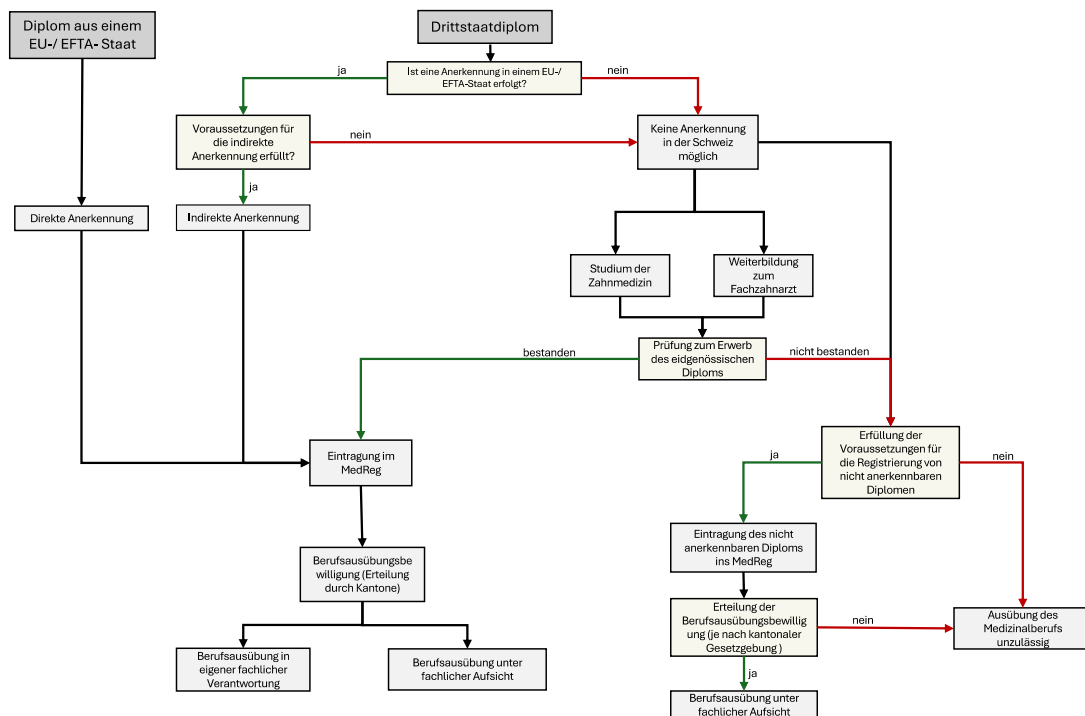 Diplom aus einem
EU-/ EFTA- Staat
Drittstaatdiplom
Ist eine Anerkennung in einem EU-/
EFTA-Staat erfolgt?
ja
nein
Voraussetzungen für
die indirekte
Anerkennung erfüllt?
nein
Keine Anerkennung
in der Schweiz
möglich
ja
Direkte Anerkennung
Indirekte Anerkennung
Studium der
Zahnmedizin
Weiterbildung
zum
Fachzahnarzt
bestanden
Prüfung zum Erwerb
des eidgenössischen
Diploms
nicht bestanden
Eintragung im
MedReg
Erfüllung der
Voraussetzungen für
die Registrierung von
nicht anerkennbaren
Diplomen
ja
nein
Eintragung des nicht
anerkennbaren Diploms
ins MedReg
Berufsausübungsbe
willigung (Erteilung
durch Kantone)
Erteilung der
Berufsausübungsbewillig
ung (je nach kantonaler
Gesetzgebung )
nein
Ausübung des
Medizinalberufs
unzulässig
Berufsausübung in
eigener fachlicher
Verantwortung
Berufsausübung unter
fachlicher Aufsicht
ja
Berufsausübung unter
fachlicher Aufsicht